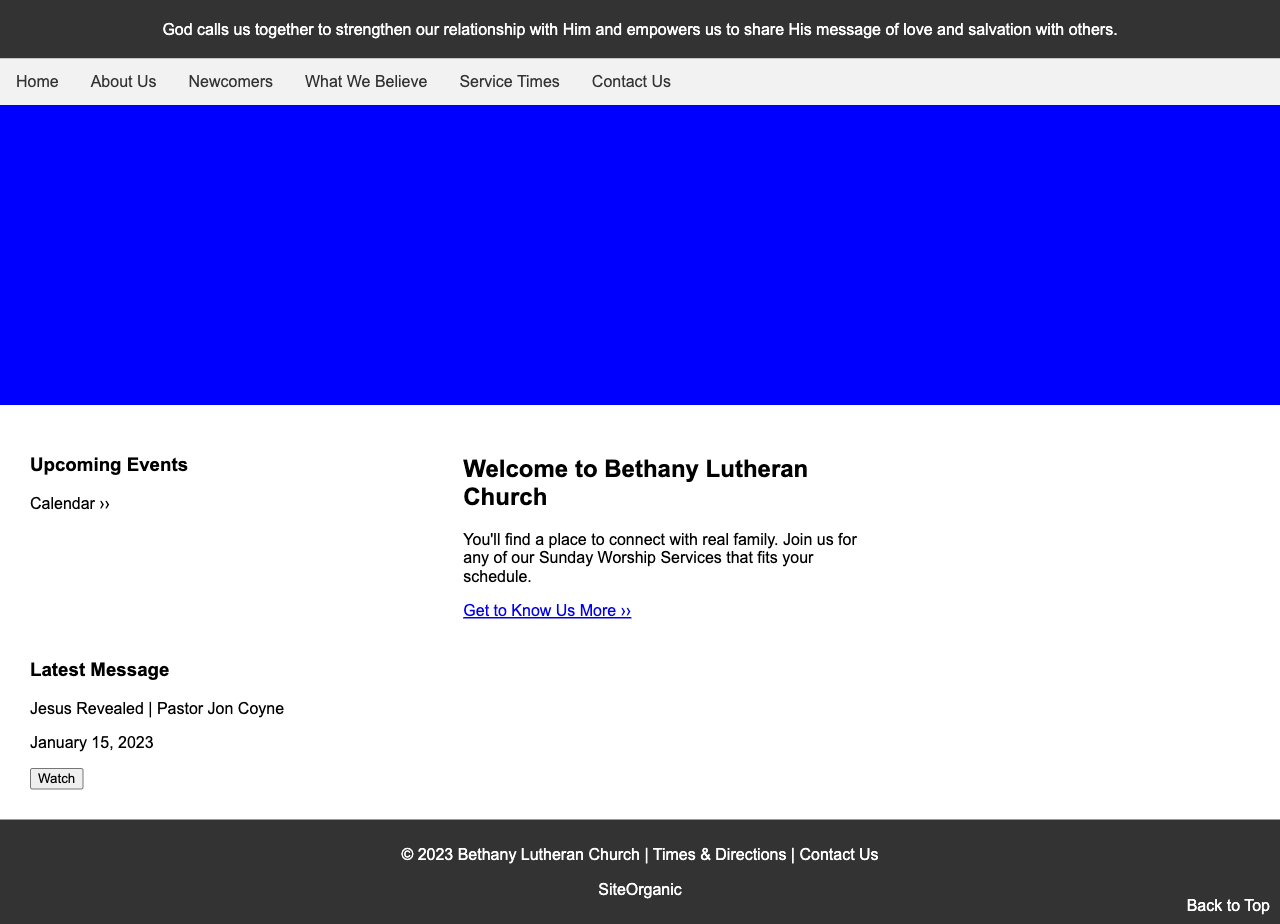 God calls us together to strengthen our relationship with Him and empowers us to share His message of love and salvation with others.
Home About Us Newcomers What We Believe Service Times Contact Us
Upcoming Events
Calendar ››
Welcome to Bethany Lutheran
Church
You'll find a place to connect with real family. Join us for
any of our Sunday Worship Services that fits your
schedule.
Get to Know Us More ››
Latest Message
Jesus Revealed | Pastor Jon Coyne
January 15, 2023
Watch
© 2023 Bethany Lutheran Church | Times & Directions | Contact Us
SiteOrganic
Back to Top